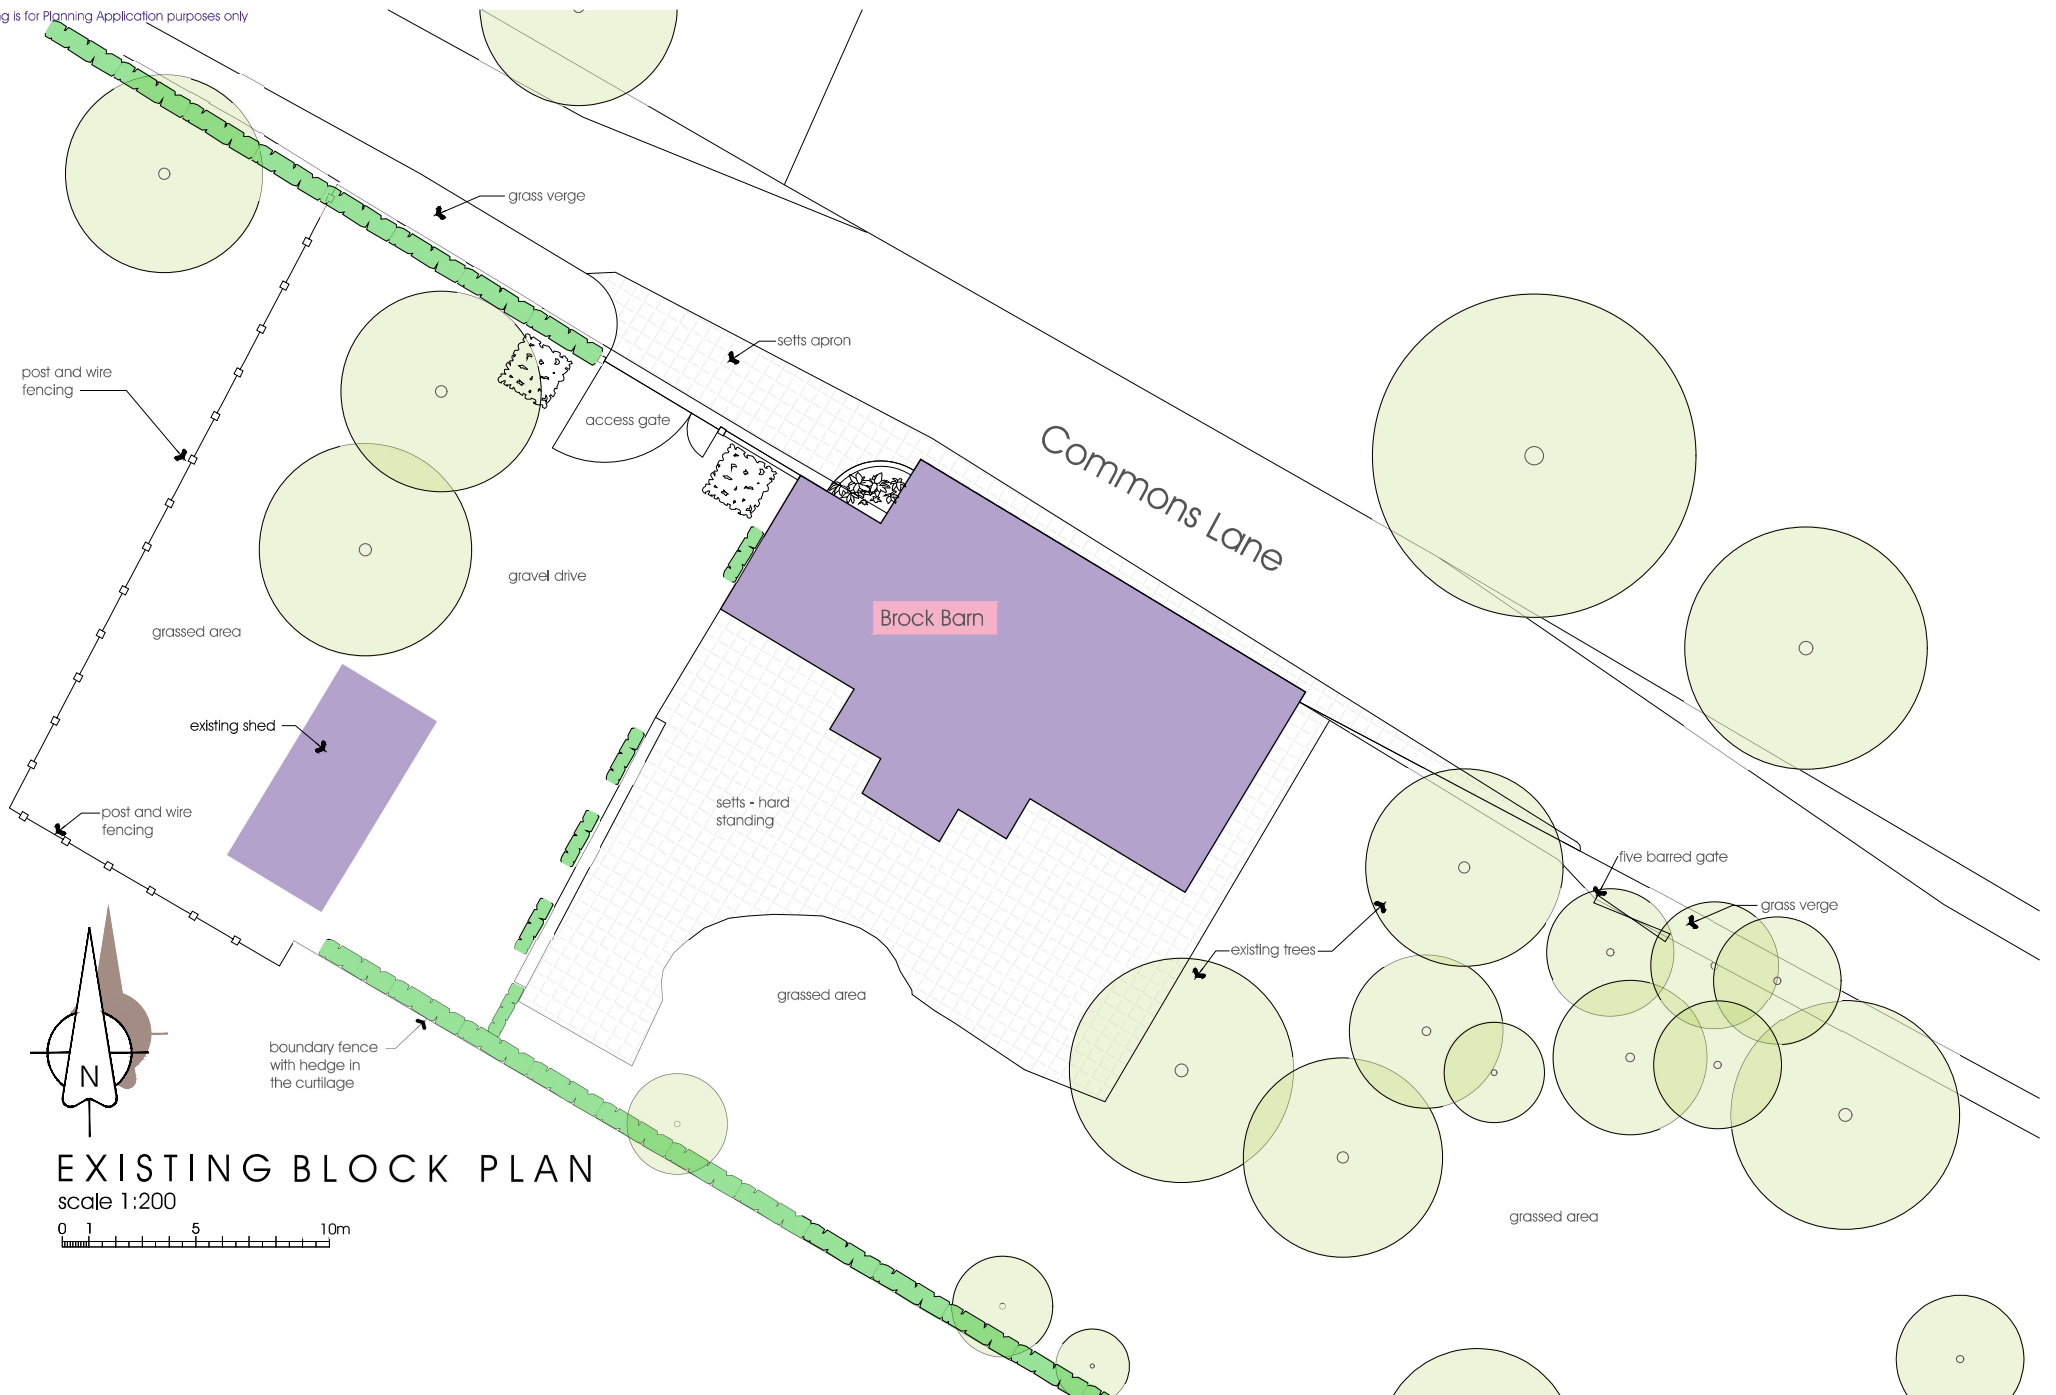 is for Planning Application purposes only
grass verge
setts apron
post and wire
fencing
access gate
Commons Lane
gravel drive
Brock Barn
grassed area
existing shed
setts - hard
standing
post and wire
fencing
five barred gate
grass verge
existing trees
grassed area
boundary fence
with hedge in
the curtilage
N
EXISTING BLOCK PLAN
scale 1:200
0 1 5 10m
grassed area